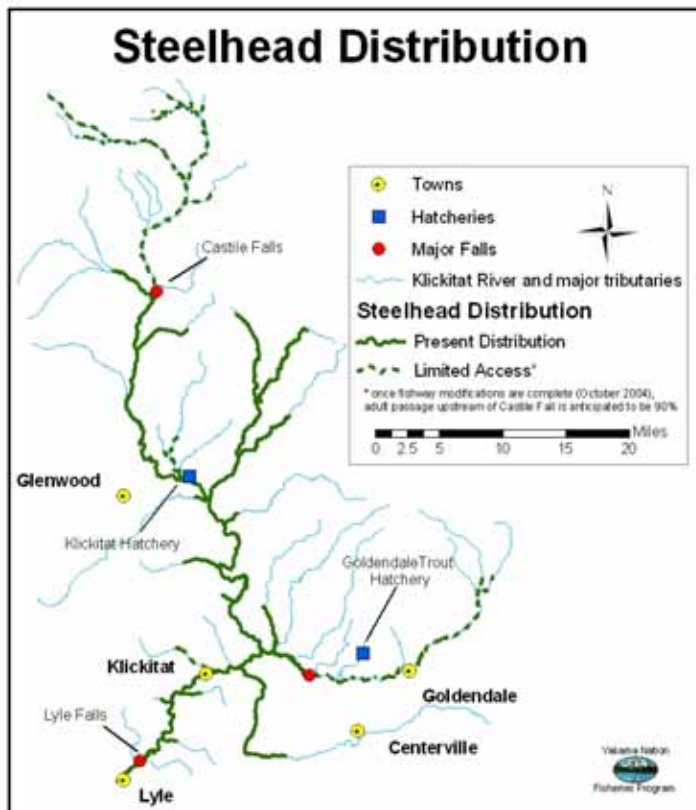 Steelhead Distribution
Towns
Hatcheries
Major Falls
Klickitat River and major tributaries
Steelhead Distribution
Present Distribution
Limited Access*
* once fishway modifications are complete (October 2004),
adult passage upstream of Castile Fall is anticipated to be 90%
Miles
0 2.5 5 10 15 20
N
Castile Falls
Glenwood
Klickitat Hatchery
Goldendale Trout
Hatchery
Klickitat
Goldendale
Lyle Falls
Centerville
Lyle
Yakama Nation
Fisheries Program